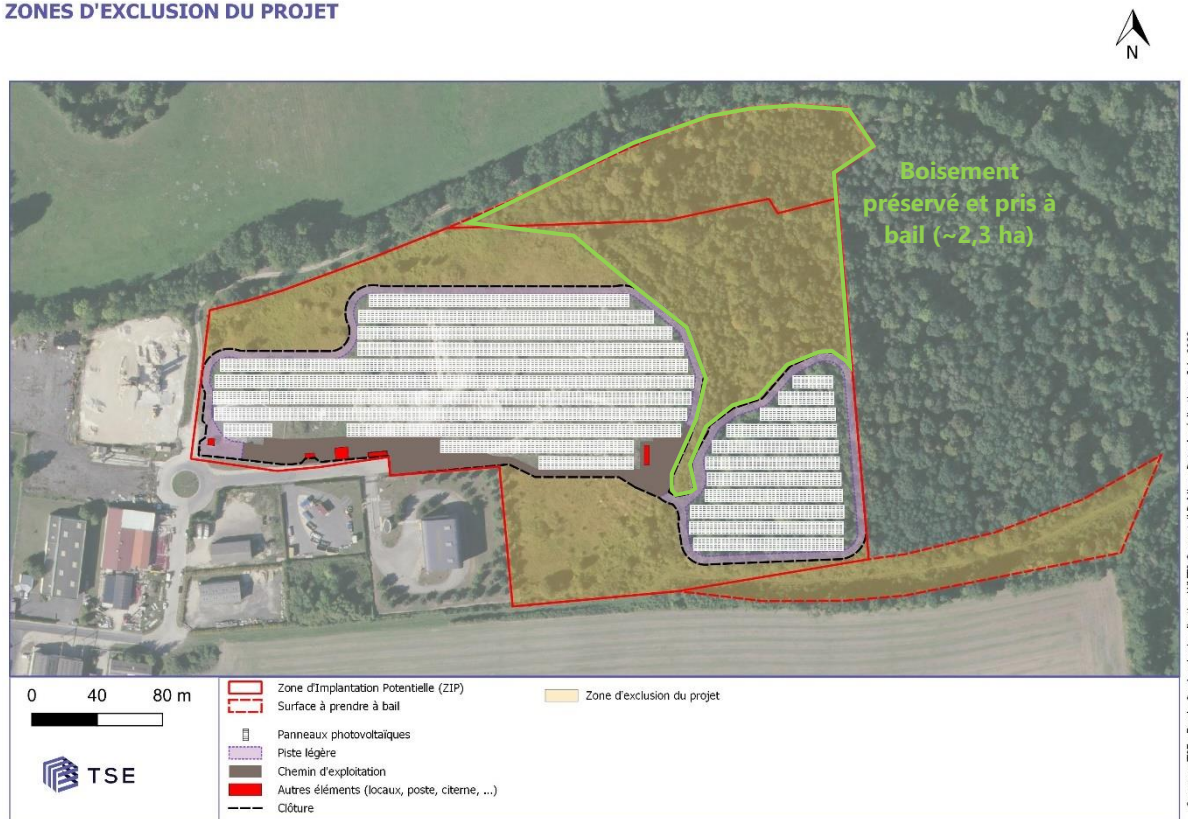 ZONES D'EXCLUSION DU PROJET
N
Boisement
préservé et pris à
bail (~2,3 ha)
0 40 80 m
TSE
Zone d'Implantation Potentielle (ZIP)
Surface à prendre à bail
Panneaux photovoltaïques
Piste légère
Chemin d'exploitation
Autres éléments (locaux, poste, citerne, ...)
Clôture
Zone d'exclusion du projet